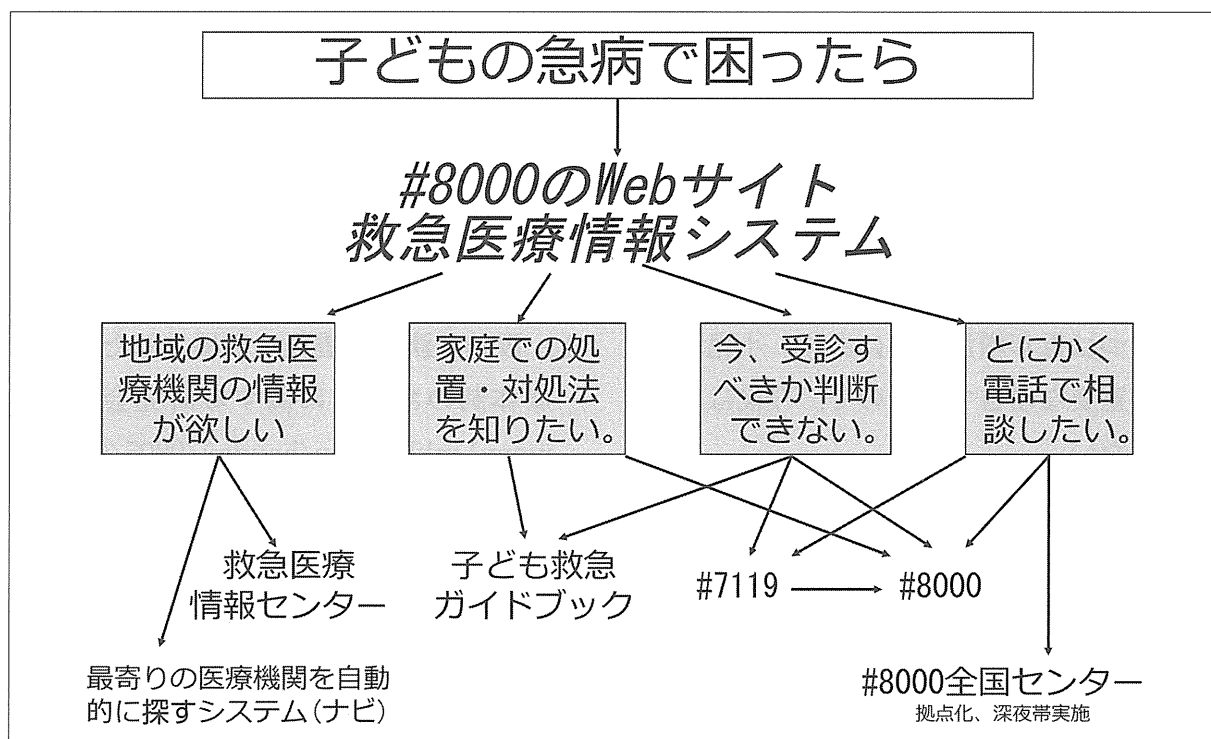 子どもの急病で困ったら
#8000のWebサイト
救急医療情報システム
地域の救急医
療機関の情報
が欲しい
家庭での処
置・対処法
を知りたい。
今、受診す
べきか判断
できない。
とにかく
電話で相
談したい。
救急医療
情報センター
子ども救急
ガイドブック
#7119
#8000
最寄りの医療機関を自動
的に探すシステム(ナビ)
#8000全国センター
拠点化、深夜帯実施